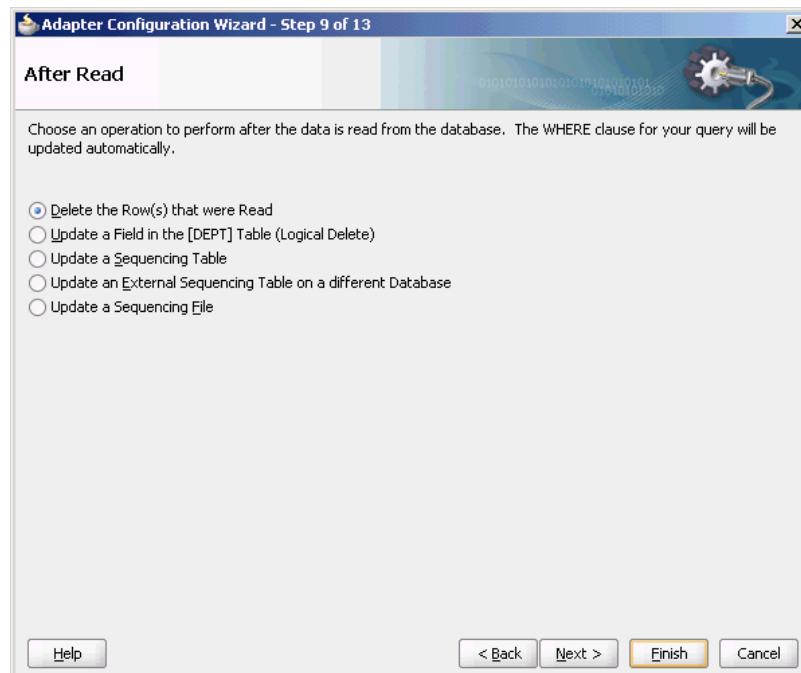 Adapter Configuration Wizard - Step 9 of 13
After Read
Choose an operation to perform after the data is read from the database. The WHERE clause for your query will be
updated automatically.
Delete the Row(s) that were Read
Update a Field in the [DEPT] Table (Logical Delete)
Update a Sequencing Table
Update an External Sequencing Table on a different Database
Update a Sequencing File
Help
< Back
Next >
Finish
Cancel